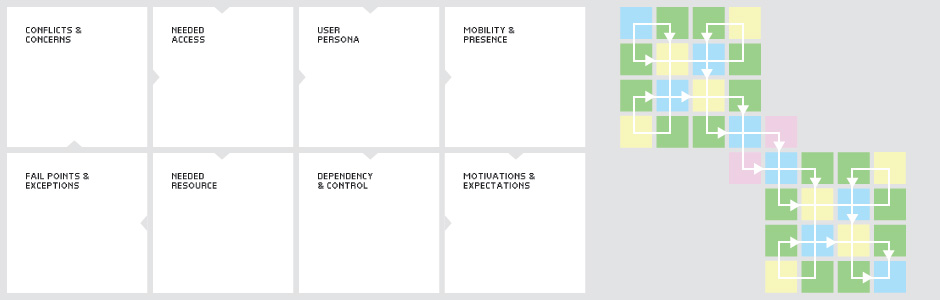 CONFLICTS &
CONCERNS
NEEDED
ACCESS
USER
PERSONA
MOBILITY &
PRESENCE
FAIL POINTS &
EXCEPTIONS
NEEDED
RESOURCE
DEPENDENCY
& CONTROL
MOTIVATIONS &
EXPECTATIONS